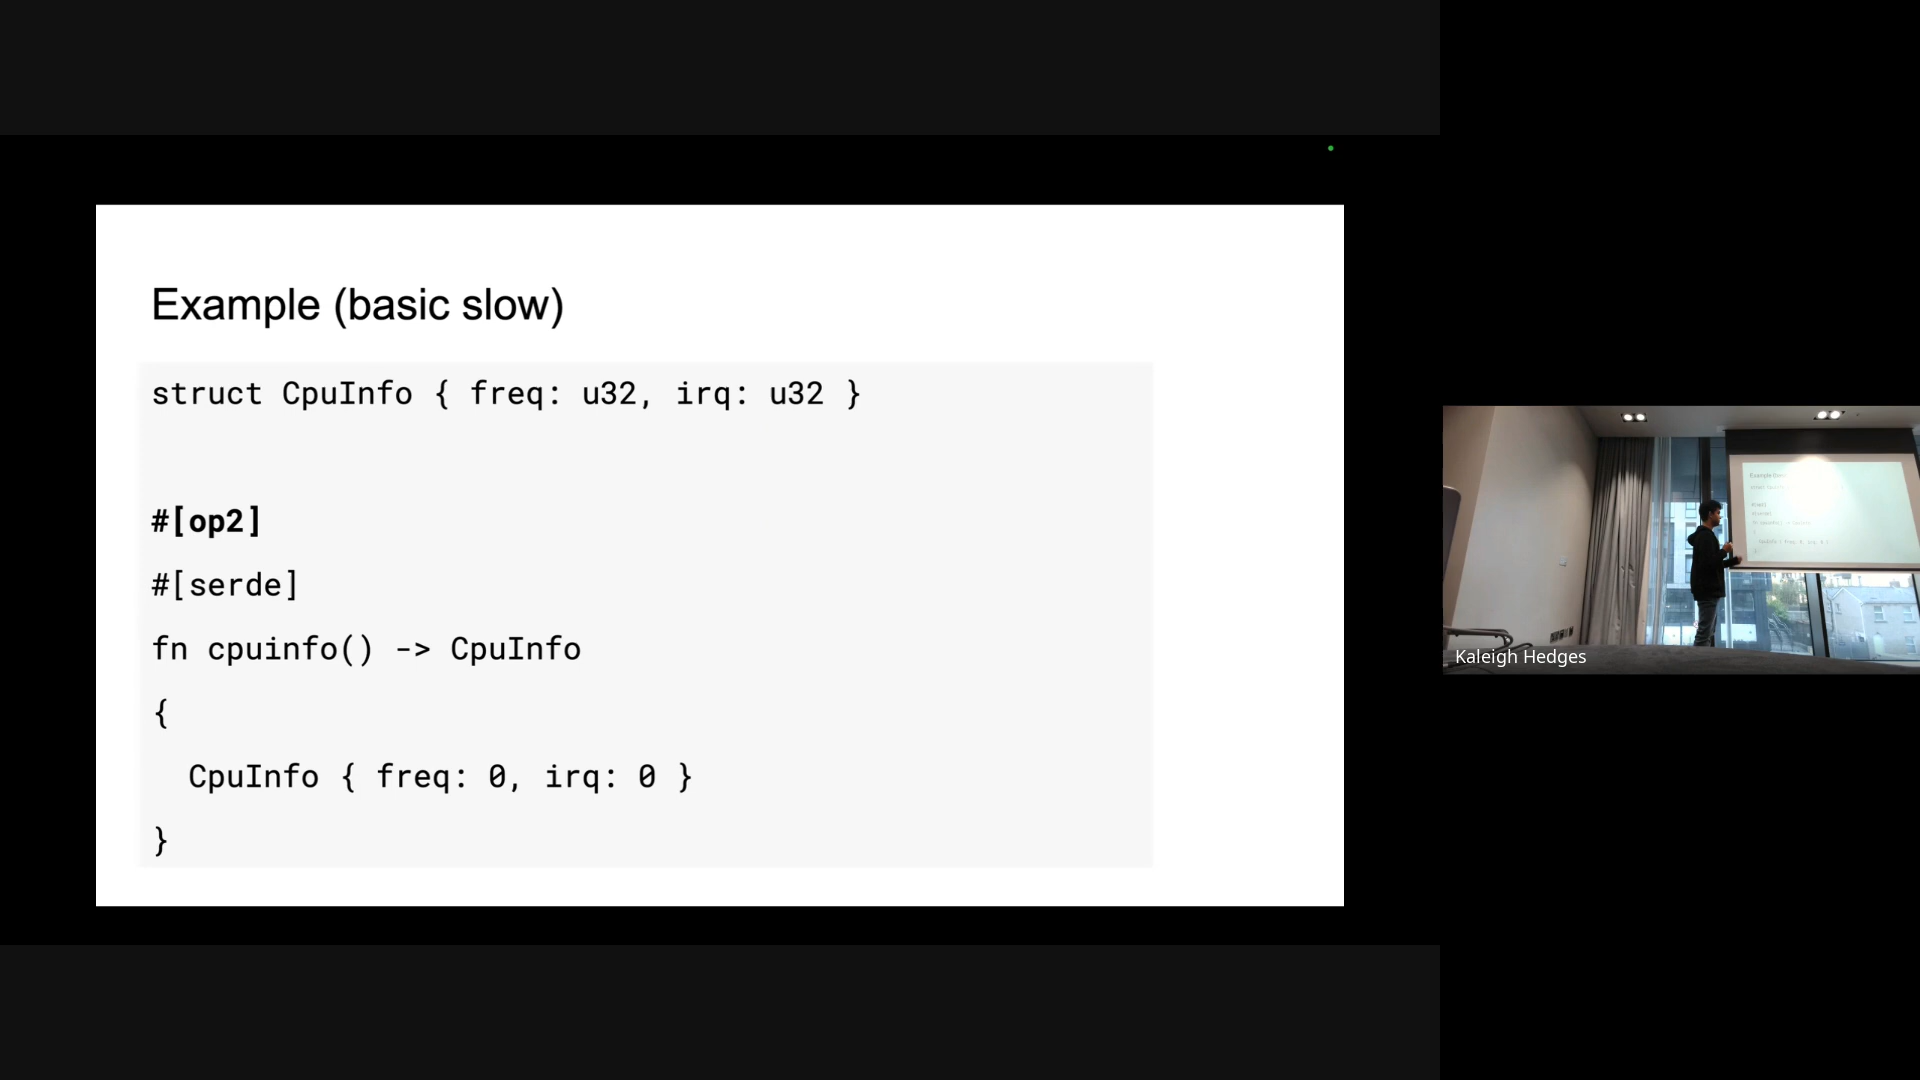 Example (basic slow)
struct CpuInfo { freq: u32, irq: u32 }
#[op2]
#[serde]
fn cpuinfo() -> CpuInfo
{
  CpuInfo { freq: 0, irq: 0 }
}
Kaleigh Hedges